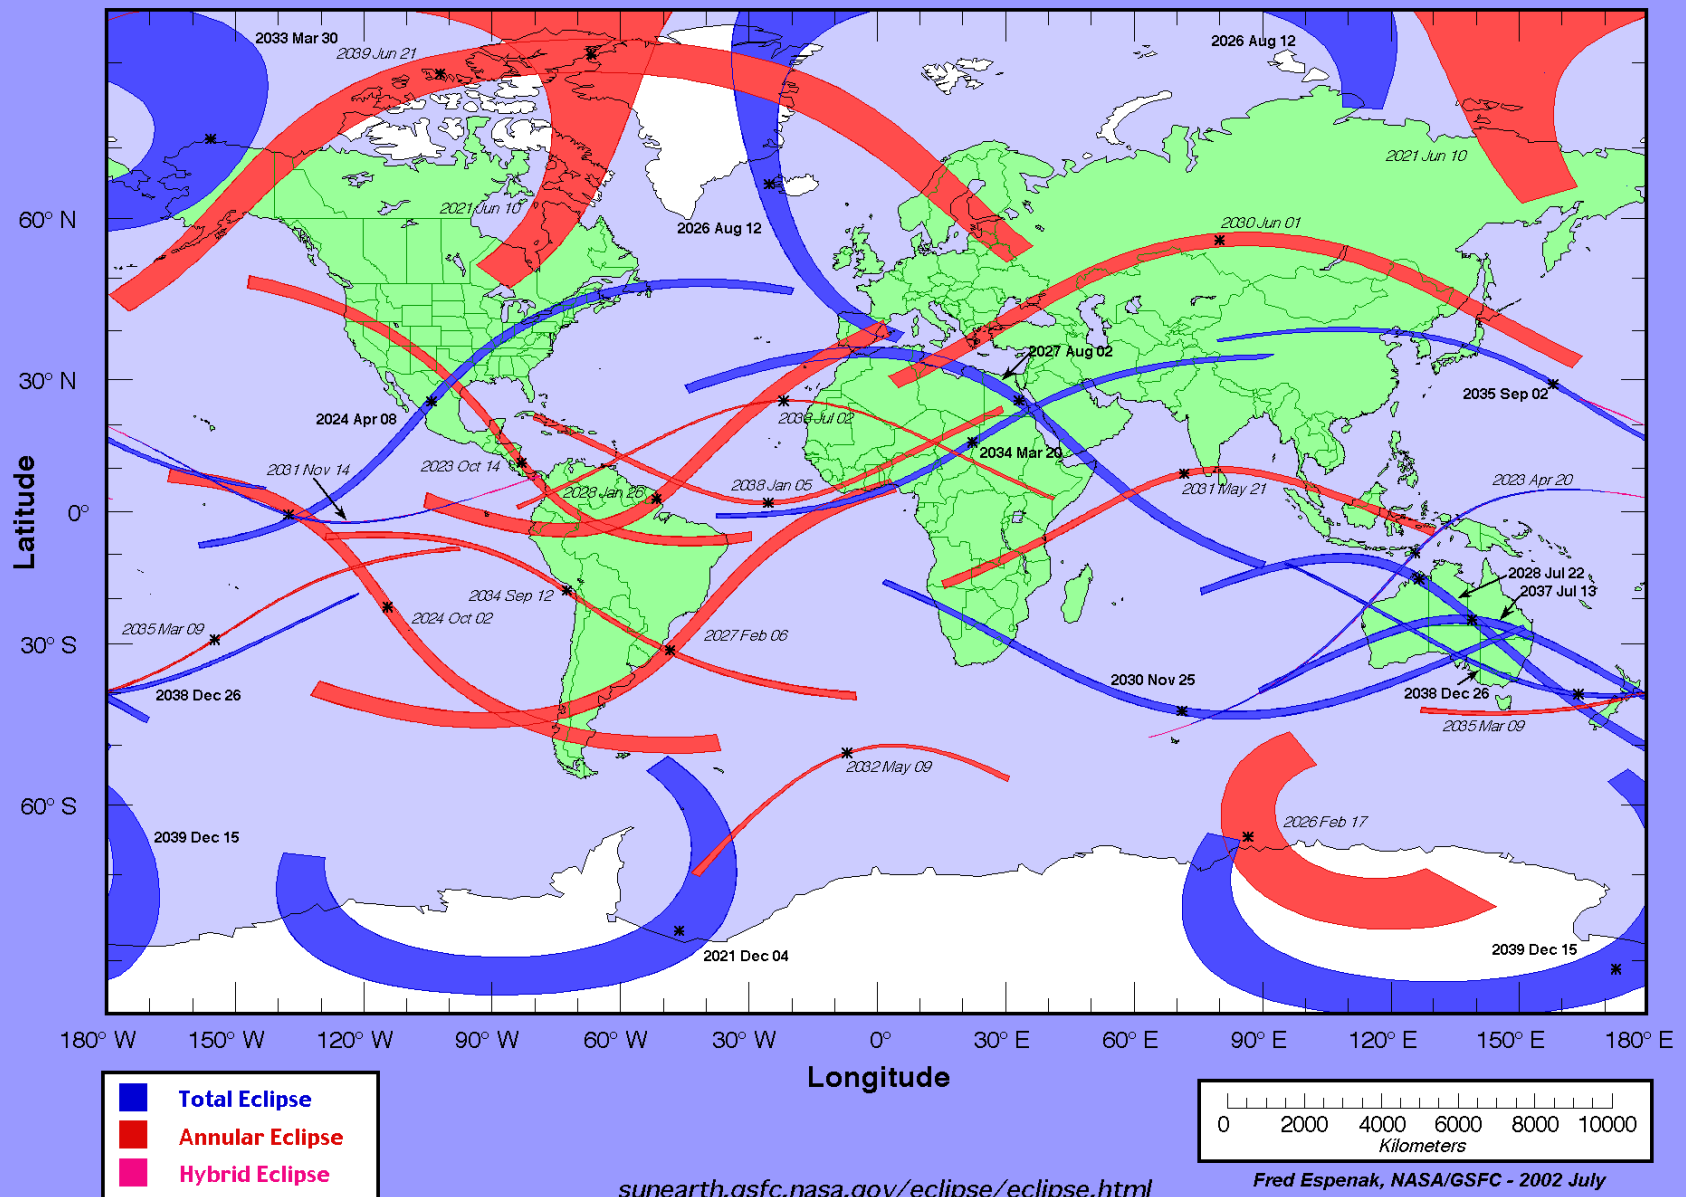 2033 Mar 30
2039 Jun 21
2026 Aug 12
2021 Jun 10
2021 Jun 10
60° N
2026 Aug 12
2030 Jun 01
2027 Aug 02
30° N
2035 Sep 02
2024 Apr 08
2038 Jul 02
2034 Mar 20
2023 Oct 14
2031 Nov 14
2028 Jan 26
2038 Jan 05
2031 May 21
2023 Apr 20
Latitude
0°
2028 Jul 22
2037 Jul 13
2034 Sep 12
2024 Oct 02
2035 Mar 09
2027 Feb 06
30° S
2030 Nov 25
2038 Dec 26
2038 Dec 26
2035 Mar 09
2032 May 09
60° S
2026 Feb 17
2039 Dec 15
2021 Dec 04
2039 Dec 15
180° W 150° W 120° W 90° W 60° W 30° W 0° 30° E 60° E 90° E 120° E 150° E 180° E
Longitude
Total Eclipse
Annular Eclipse
Hybrid Eclipse
0 2000 4000 6000 8000 10000
Kilometers
Fred Espenak, NASA/GSFC - 2002 July
sunearth.gsfc.nasa.gov/eclipse/eclipse.html